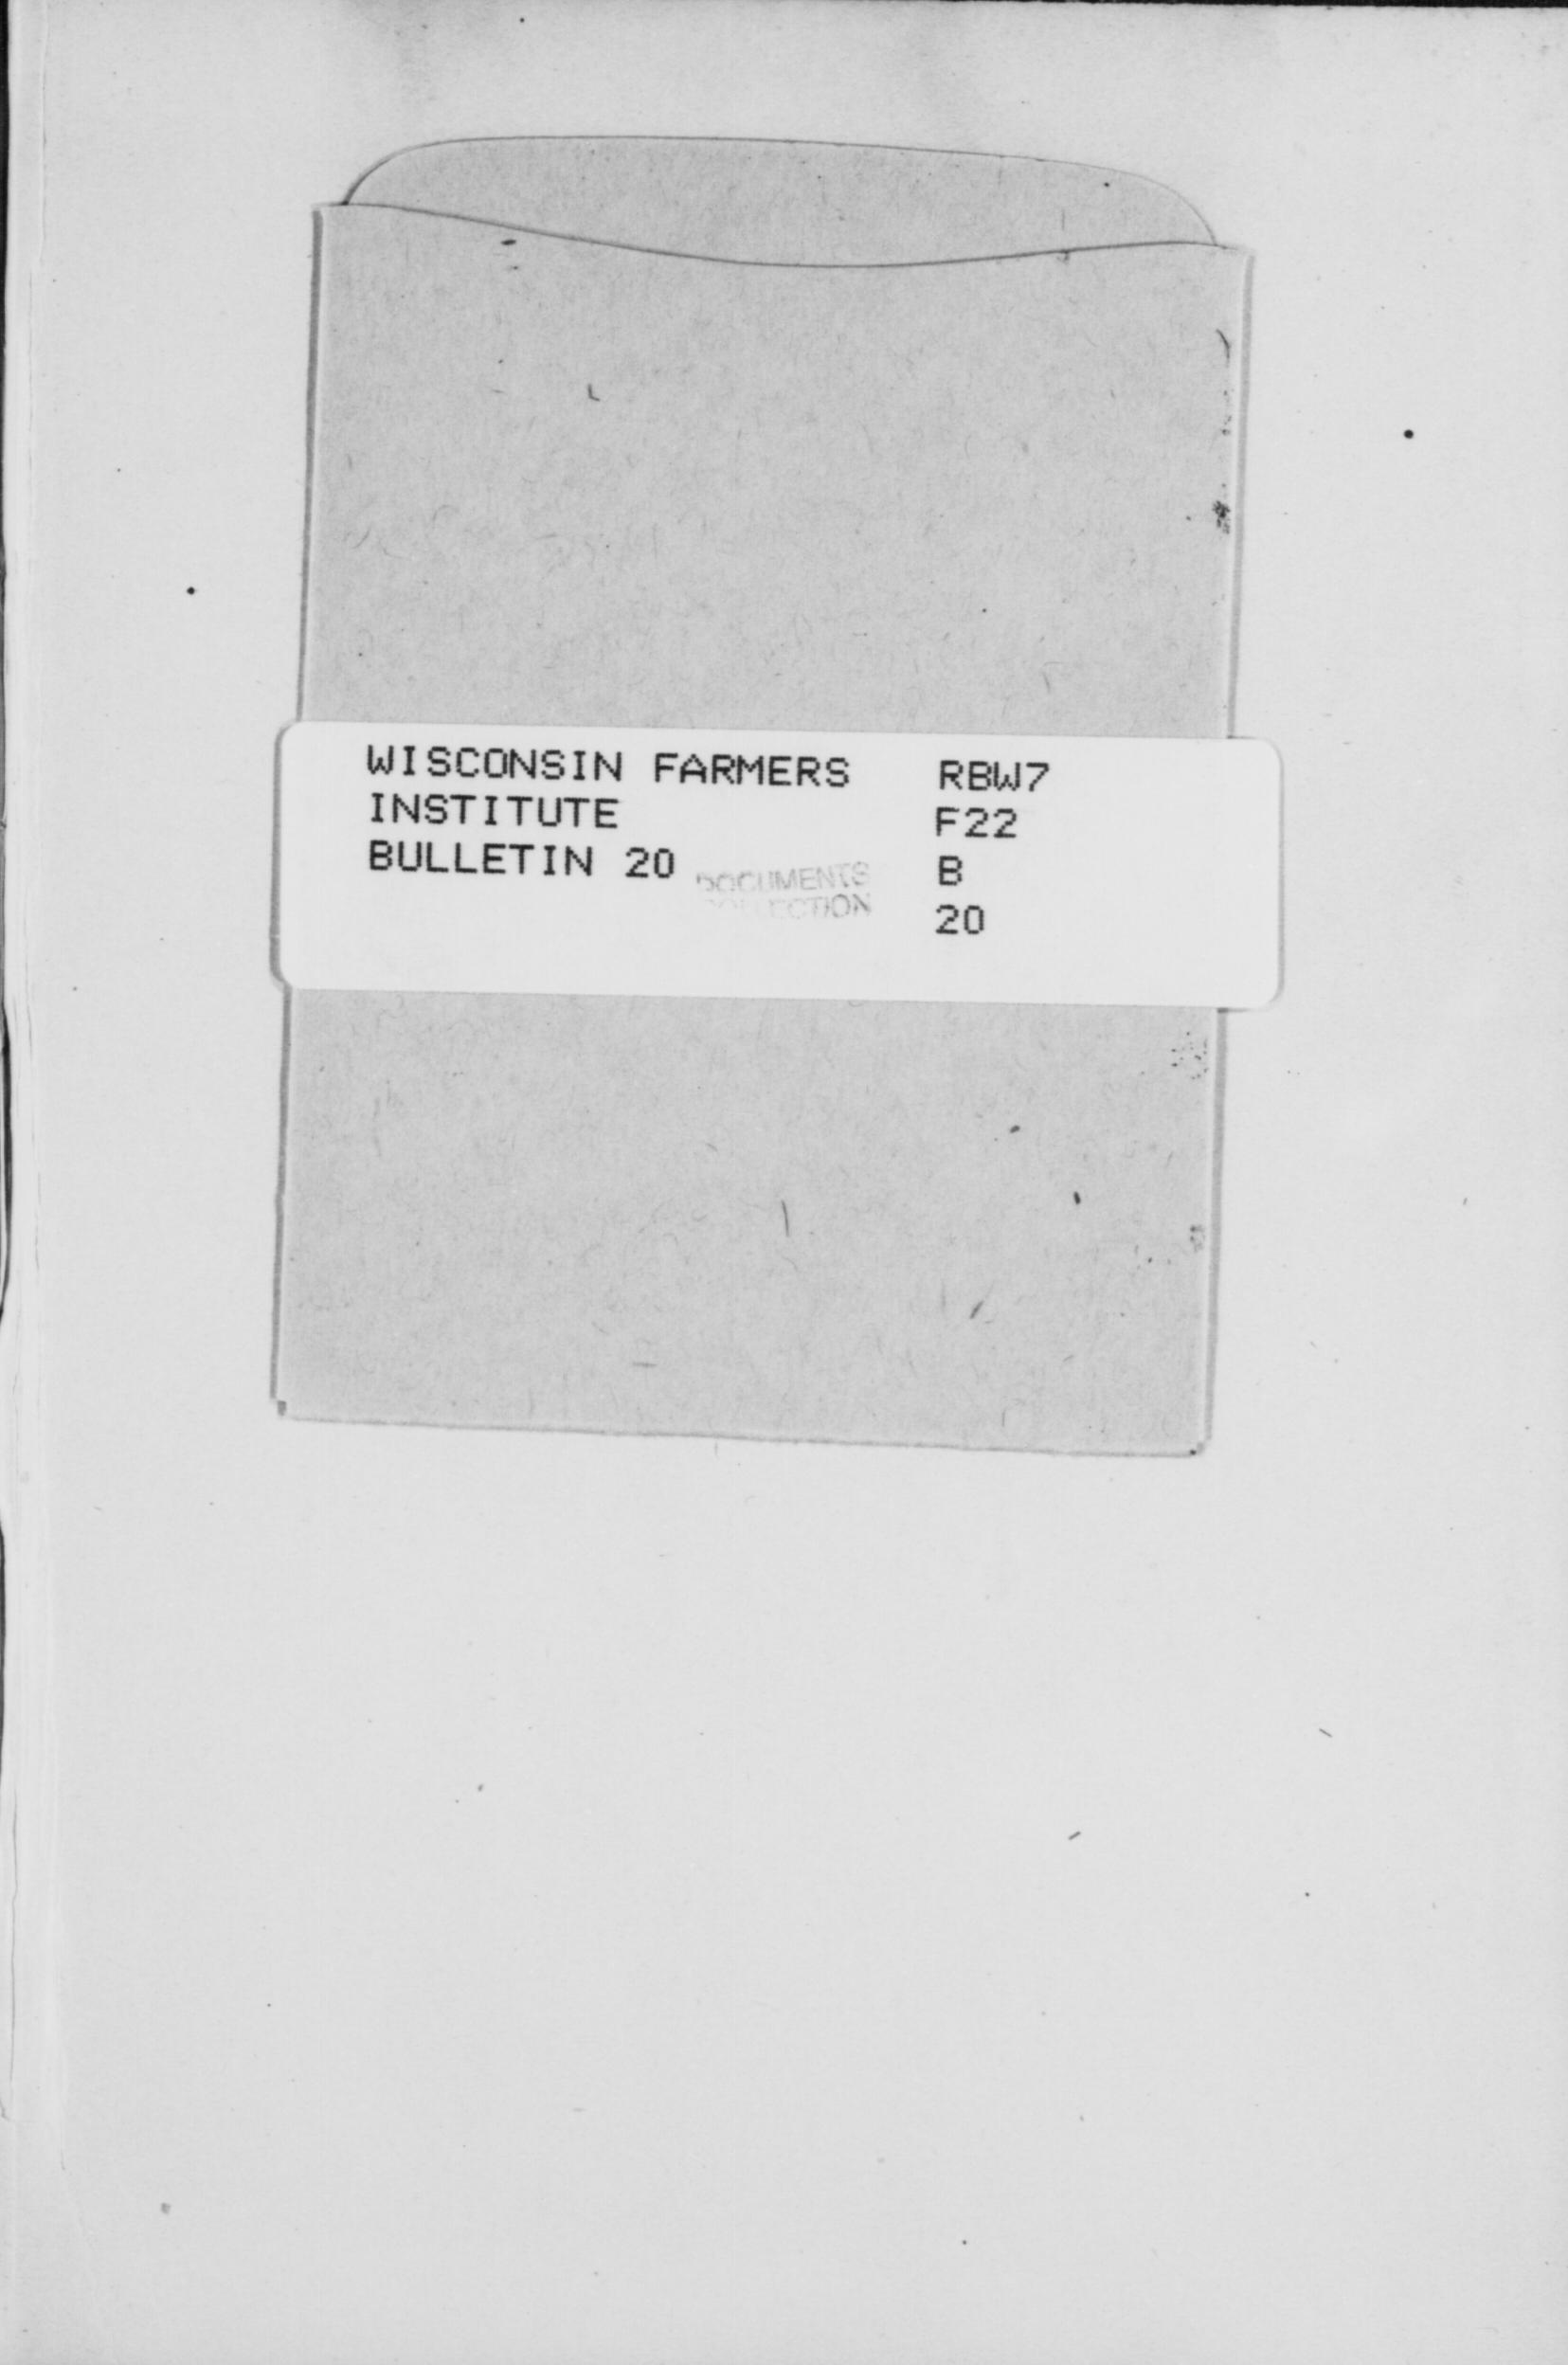 WISCONSIN FARMERS
INSTITUTE
BULLETIN 20
DOCUMENTS
COLLECTION
RBW7
F22
B
20